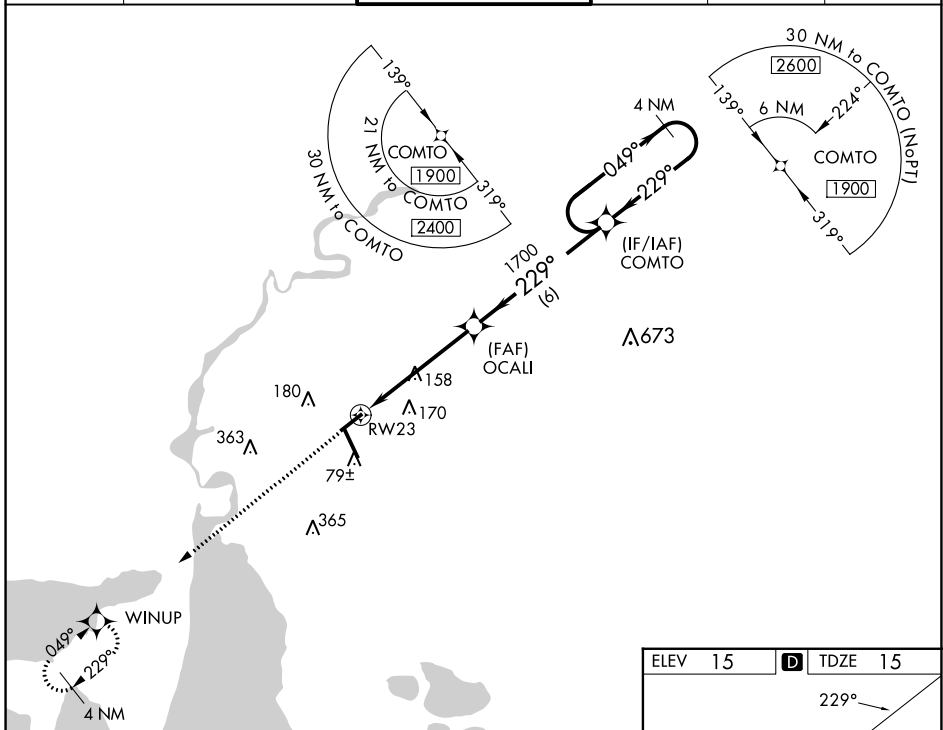 139°
COMTO
1900
21 NM to COMTO
2400
30 NM to COMTO
319°
4 NM
049°
229°
30 NM to COMTO (NoPT)
2600
139°
6 NM
224°
COMTO
1900
319°
(IF/IAF)
COMTO
1700
229°
(6)
(FAF)
OCALI
673
158
180
170
RW23
363
79±
365
WINUP
049°
229°
4 NM
ELEV 15 D TDZE 15
229°